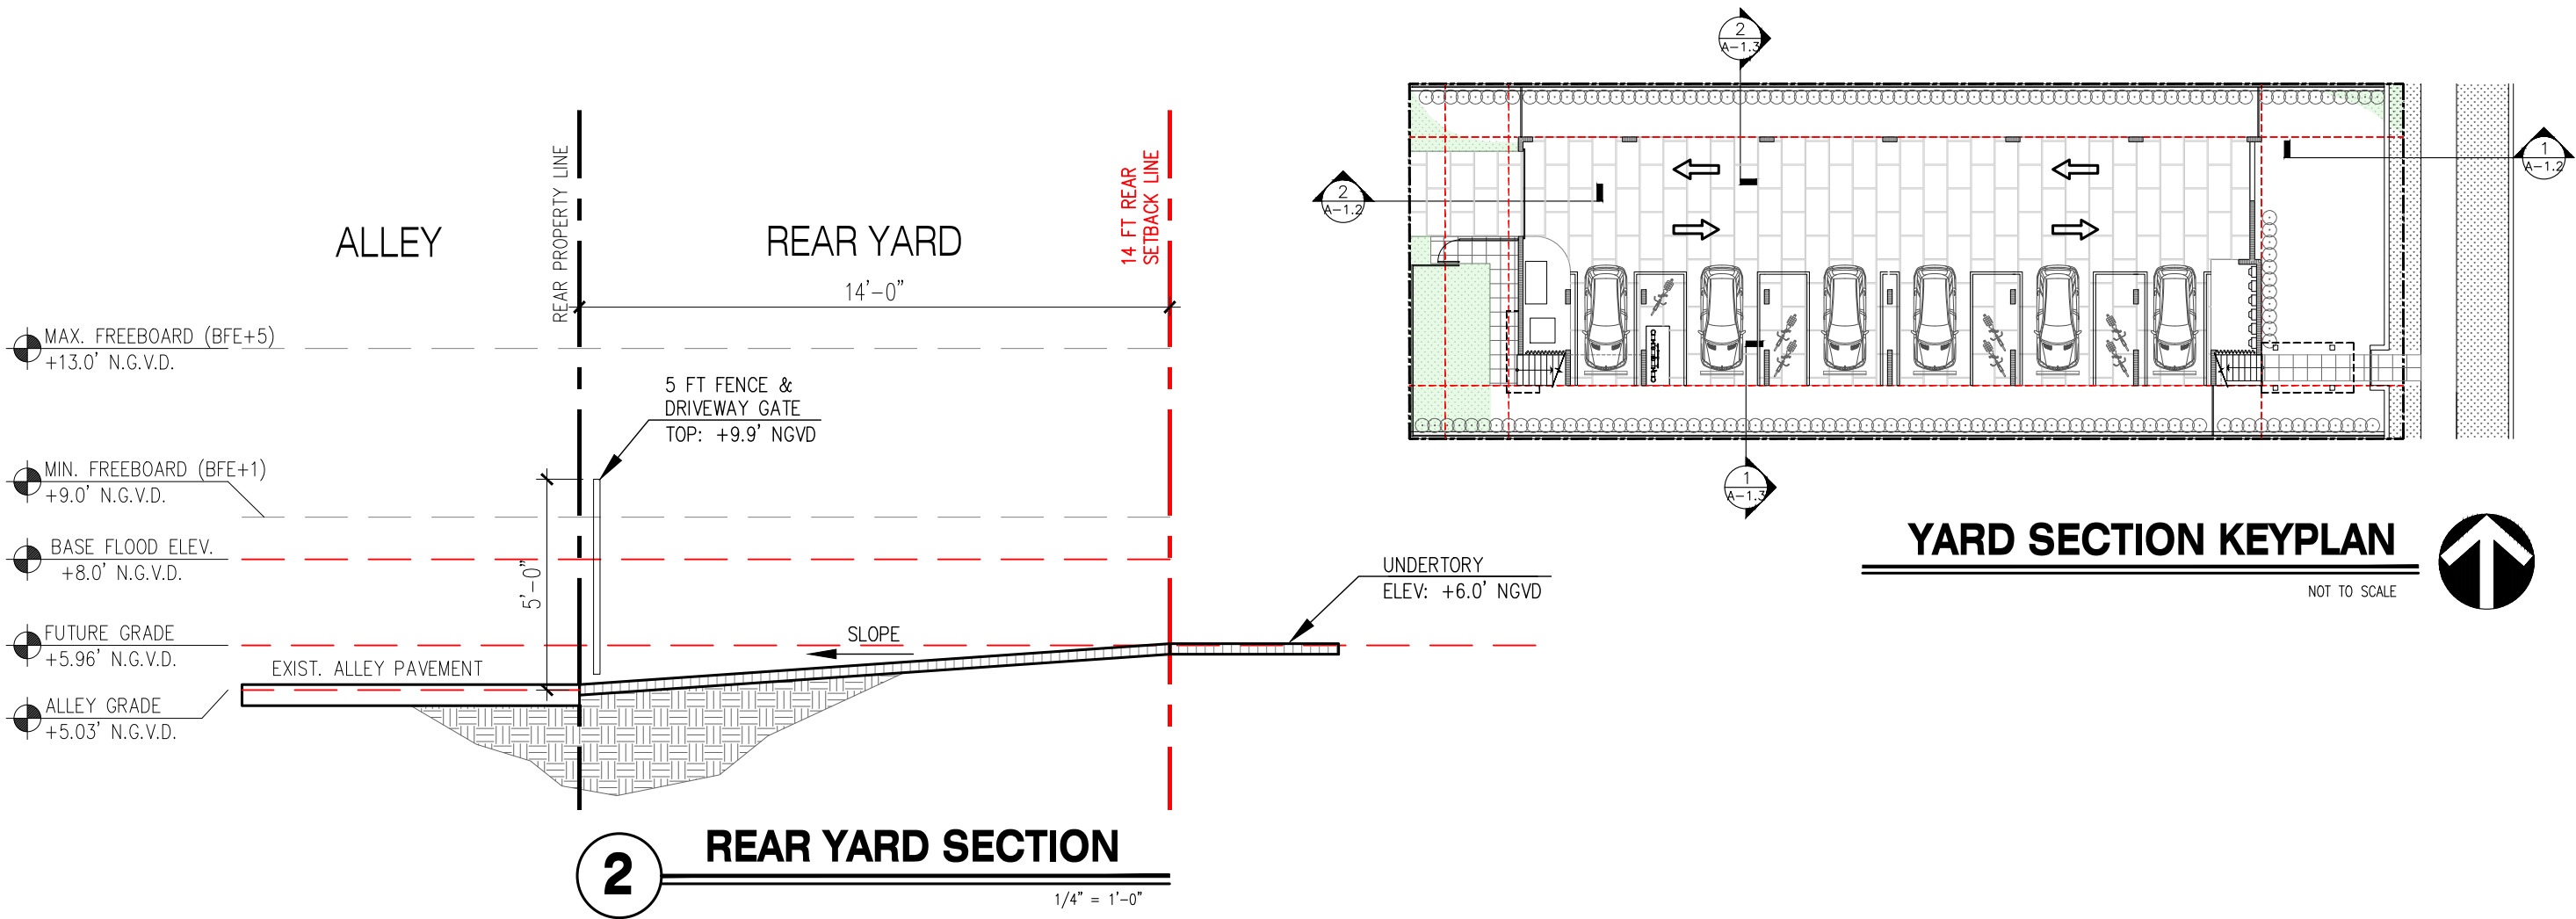 ALLEY
REAR YARD
14'-0"
REAR PROPERTY LINE
14 FT REAR
SETBACK LINE
MAX. FREEBOARD (BFE+5)
+13.0' N.G.V.D.
MIN. FREEBOARD (BFE+1)
+9.0' N.G.V.D.
BASE FLOOD ELEV.
+8.0' N.G.V.D.
FUTURE GRADE
+5.96' N.G.V.D.
ALLEY GRADE
+5.03' N.G.V.D.
EXIST. ALLEY PAVEMENT
5'-0"
5 FT FENCE &
DRIVEWAY GATE
TOP: +9.9' NGVD
SLOPE
UNDERTORY
ELEV: +6.0' NGVD
2
REAR YARD SECTION
1/4" = 1'-0"
2
A-1.3
1
A-1.2
2
A-1.2
1
A-1.3
YARD SECTION KEYPLAN
NOT TO SCALE